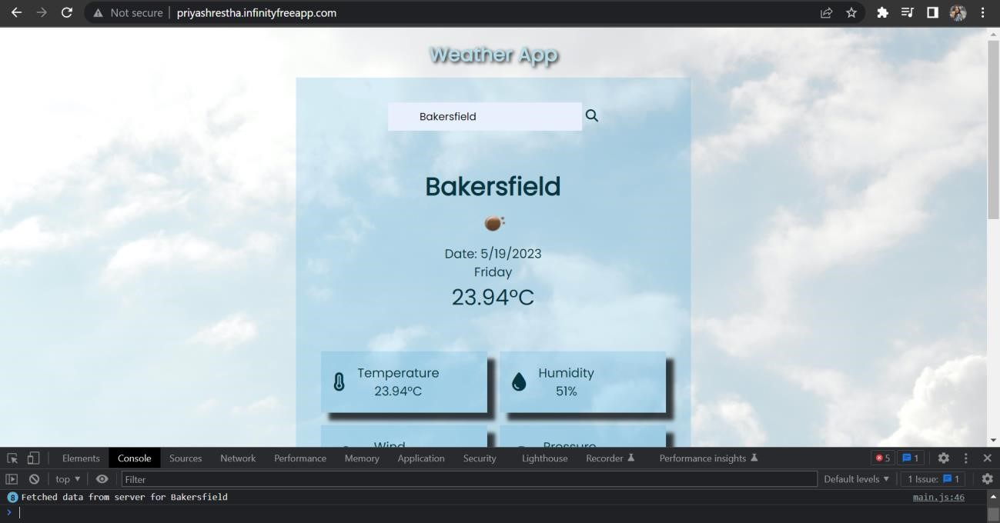 Not secure priyashrestha.infinityfreeapp.com
Weather App
Bakersfield
Bakersfield
Date: 5/19/2023
Friday
23.94°C
Temperature
23.94°C
Humidity
51%
Wind
Pressure
Elements Console Sources Network Performance Memory Application Security Lighthouse Recorder Performance insights 5 1
top Filter Default levels 1 Issue: 1
8 Fetched data from server for Bakersfield main.js:46